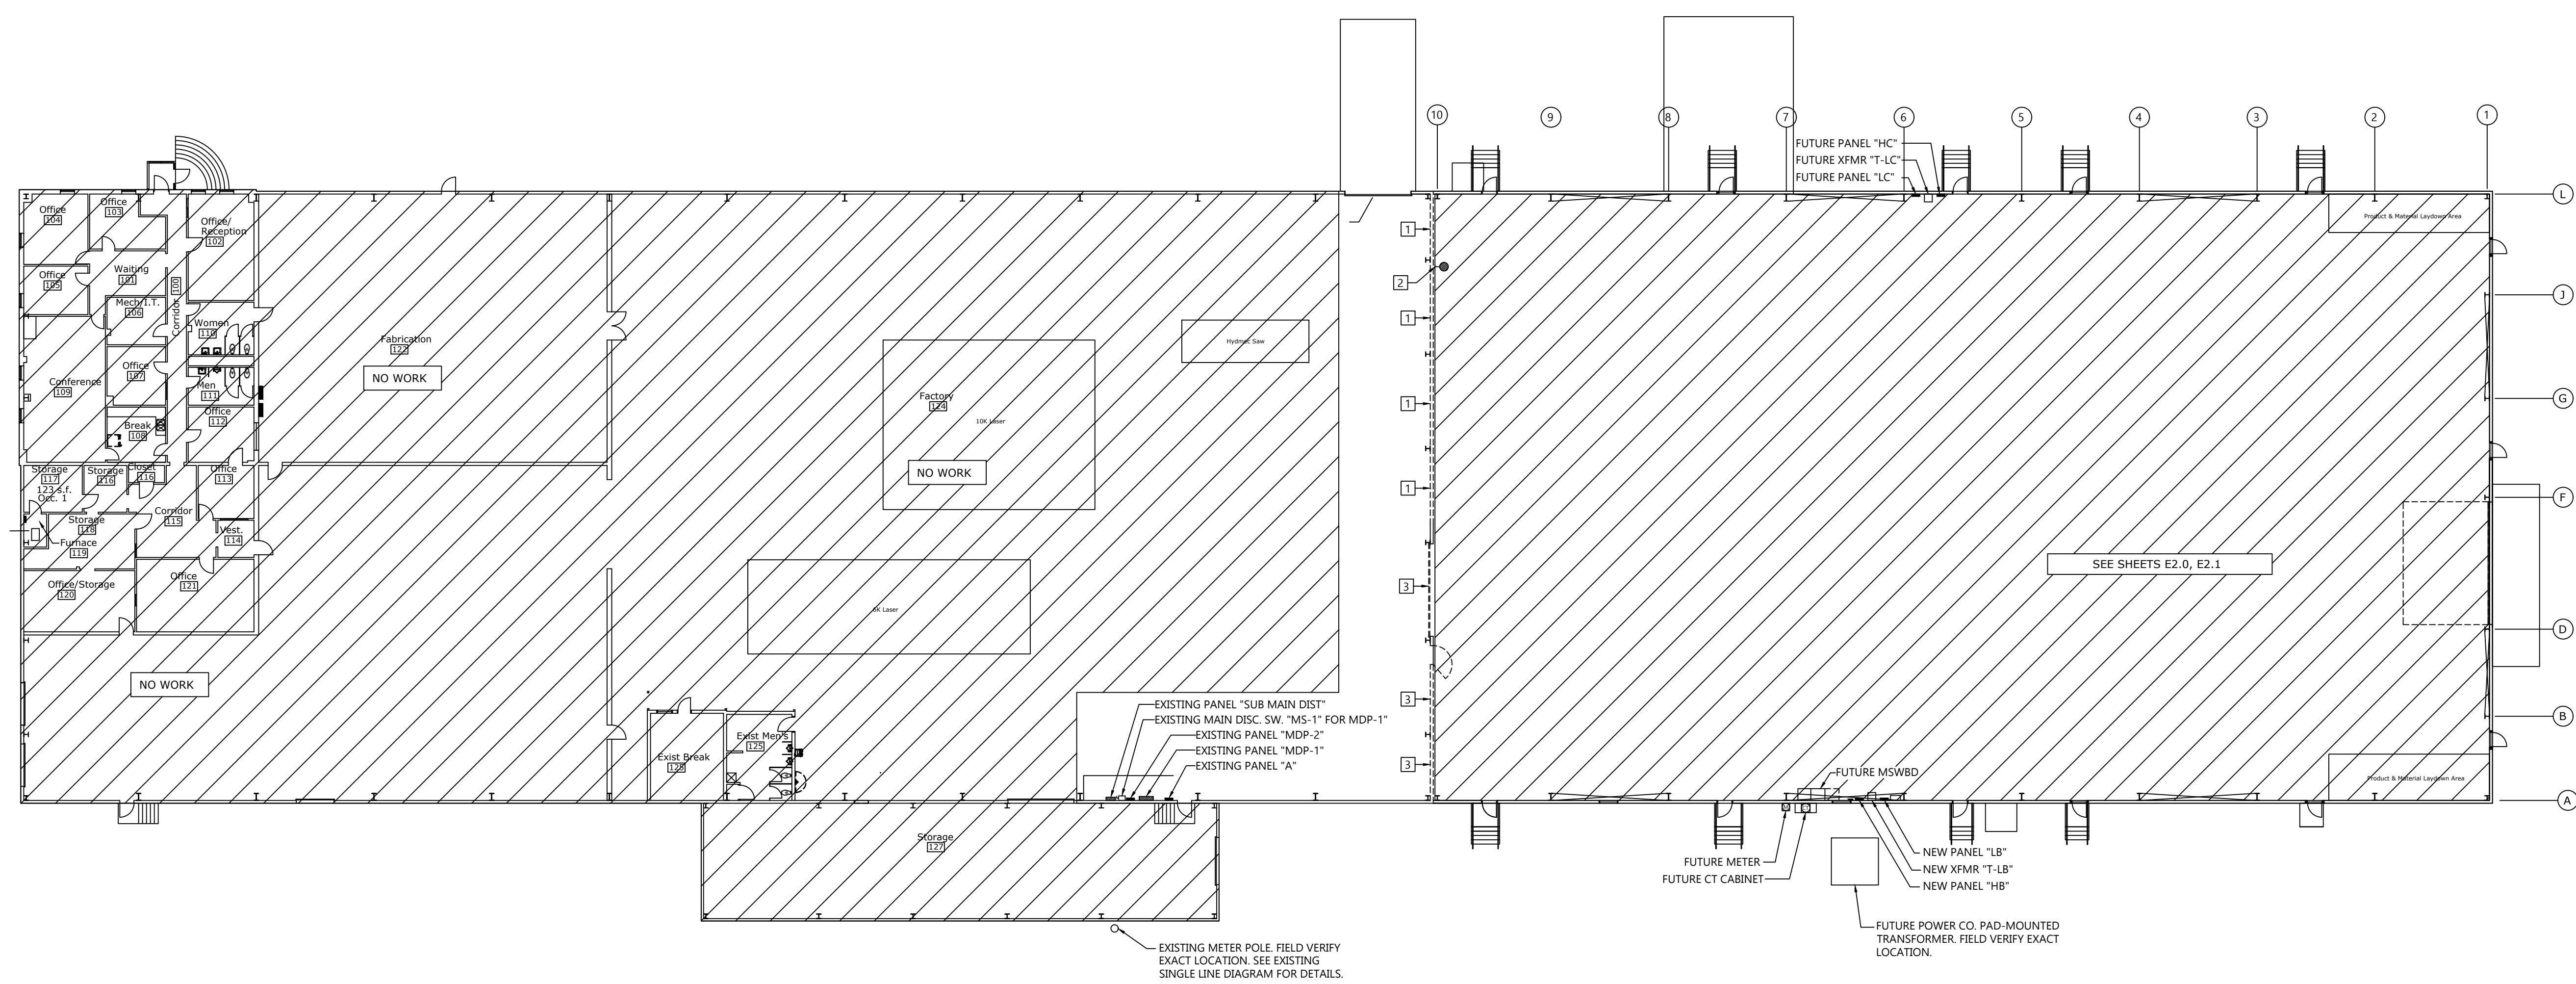 10
9
8
7
6
5
4
3
2
1
FUTURE PANEL "HC"
FUTURE XFMR "T-LC"
FUTURE PANEL "LC"
L
J
G
F
D
B
A
Office
104
Office
103
Office/
Reception
102
Office
105
Waiting
101
Corridor 100
Mech/I.T.
106
Women
110
Office
107
Conference
109
Men
111
Office
112
Break
108
Storage
117
123 s.f.
Occ. 1
Storage
116
Closet
116
Office
113
Corridor
115
Storage
118
Vest.
114
Furnace
119
Office/Storage
120
Office
121
NO WORK
Fabrication
NO WORK
Factory
124
10K Laser
NO WORK
6K Laser
Hydmec Saw
1
2
1
1
1
3
3
3
Product & Material Laydown Area
SEE SHEETS E2.0, E2.1
Product & Material Laydown Area
Exist Break
Exist Men's
125
EXISTING PANEL "SUB MAIN DIST"
EXISTING MAIN DISC. SW. "MS-1" FOR MDP-1"
EXISTING PANEL "MDP-2"
EXISTING PANEL "MDP-1"
EXISTING PANEL "A"
Storage
127
EXISTING METER POLE. FIELD VERIFY
EXACT LOCATION. SEE EXISTING
SINGLE LINE DIAGRAM FOR DETAILS.
FUTURE MSWBD
FUTURE METER
FUTURE CT CABINET
NEW PANEL "LB"
NEW XFMR "T-LB"
NEW PANEL "HB"
FUTURE POWER CO. PAD-MOUNTED
TRANSFORMER. FIELD VERIFY EXACT
LOCATION.